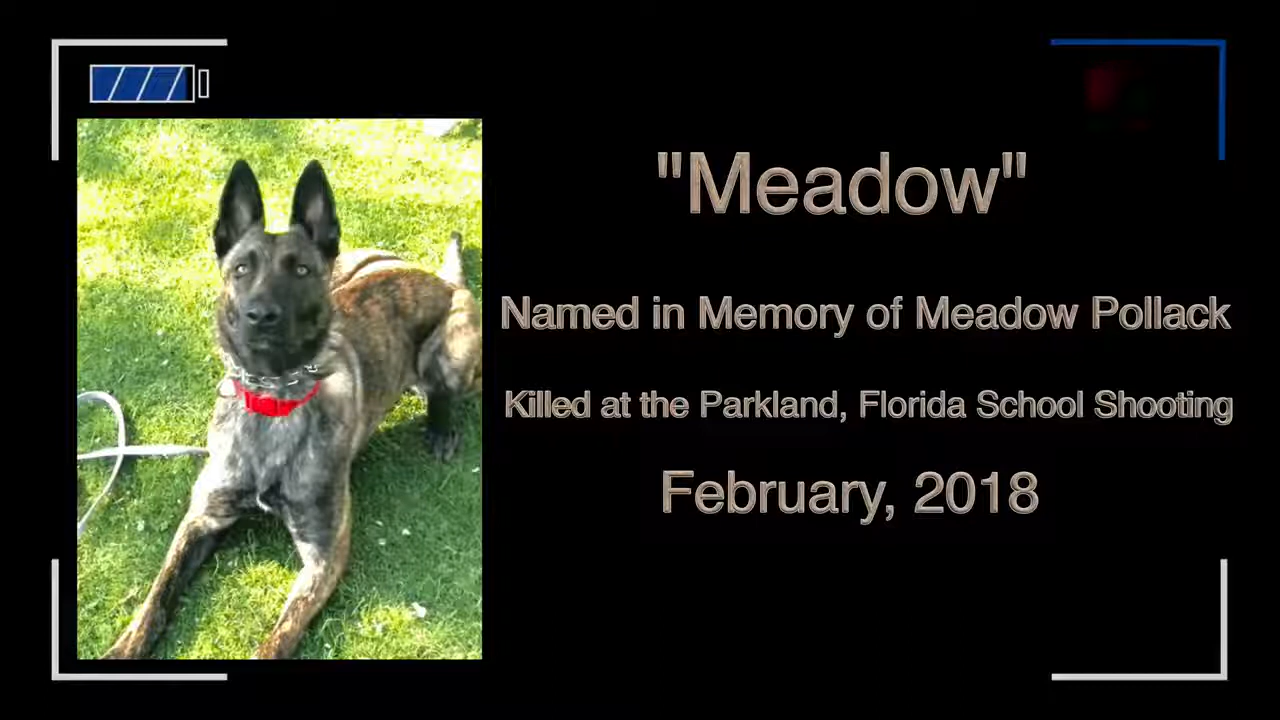 "Meadow"
Named in Memory of Meadow Pollack
Killed at the Parkland, Florida School Shooting
February, 2018